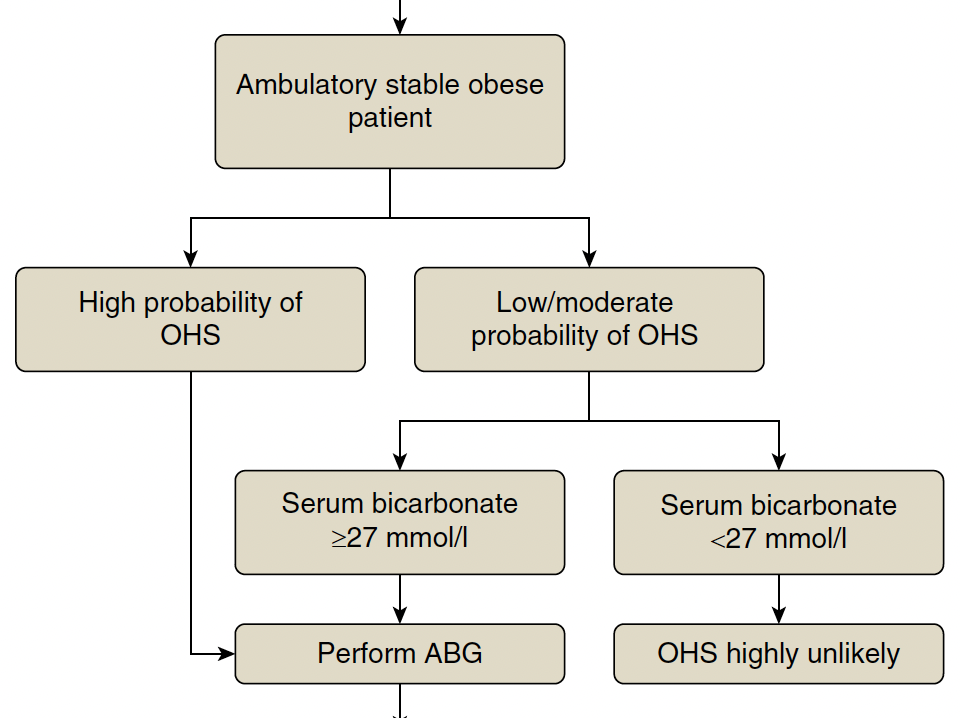 Ambulatory stable obese
patient
High probability of
OHS
Low/moderate
probability of OHS
Serum bicarbonate
≥27 mmol/l
Serum bicarbonate
<27 mmol/l
Perform ABG
OHS highly unlikely